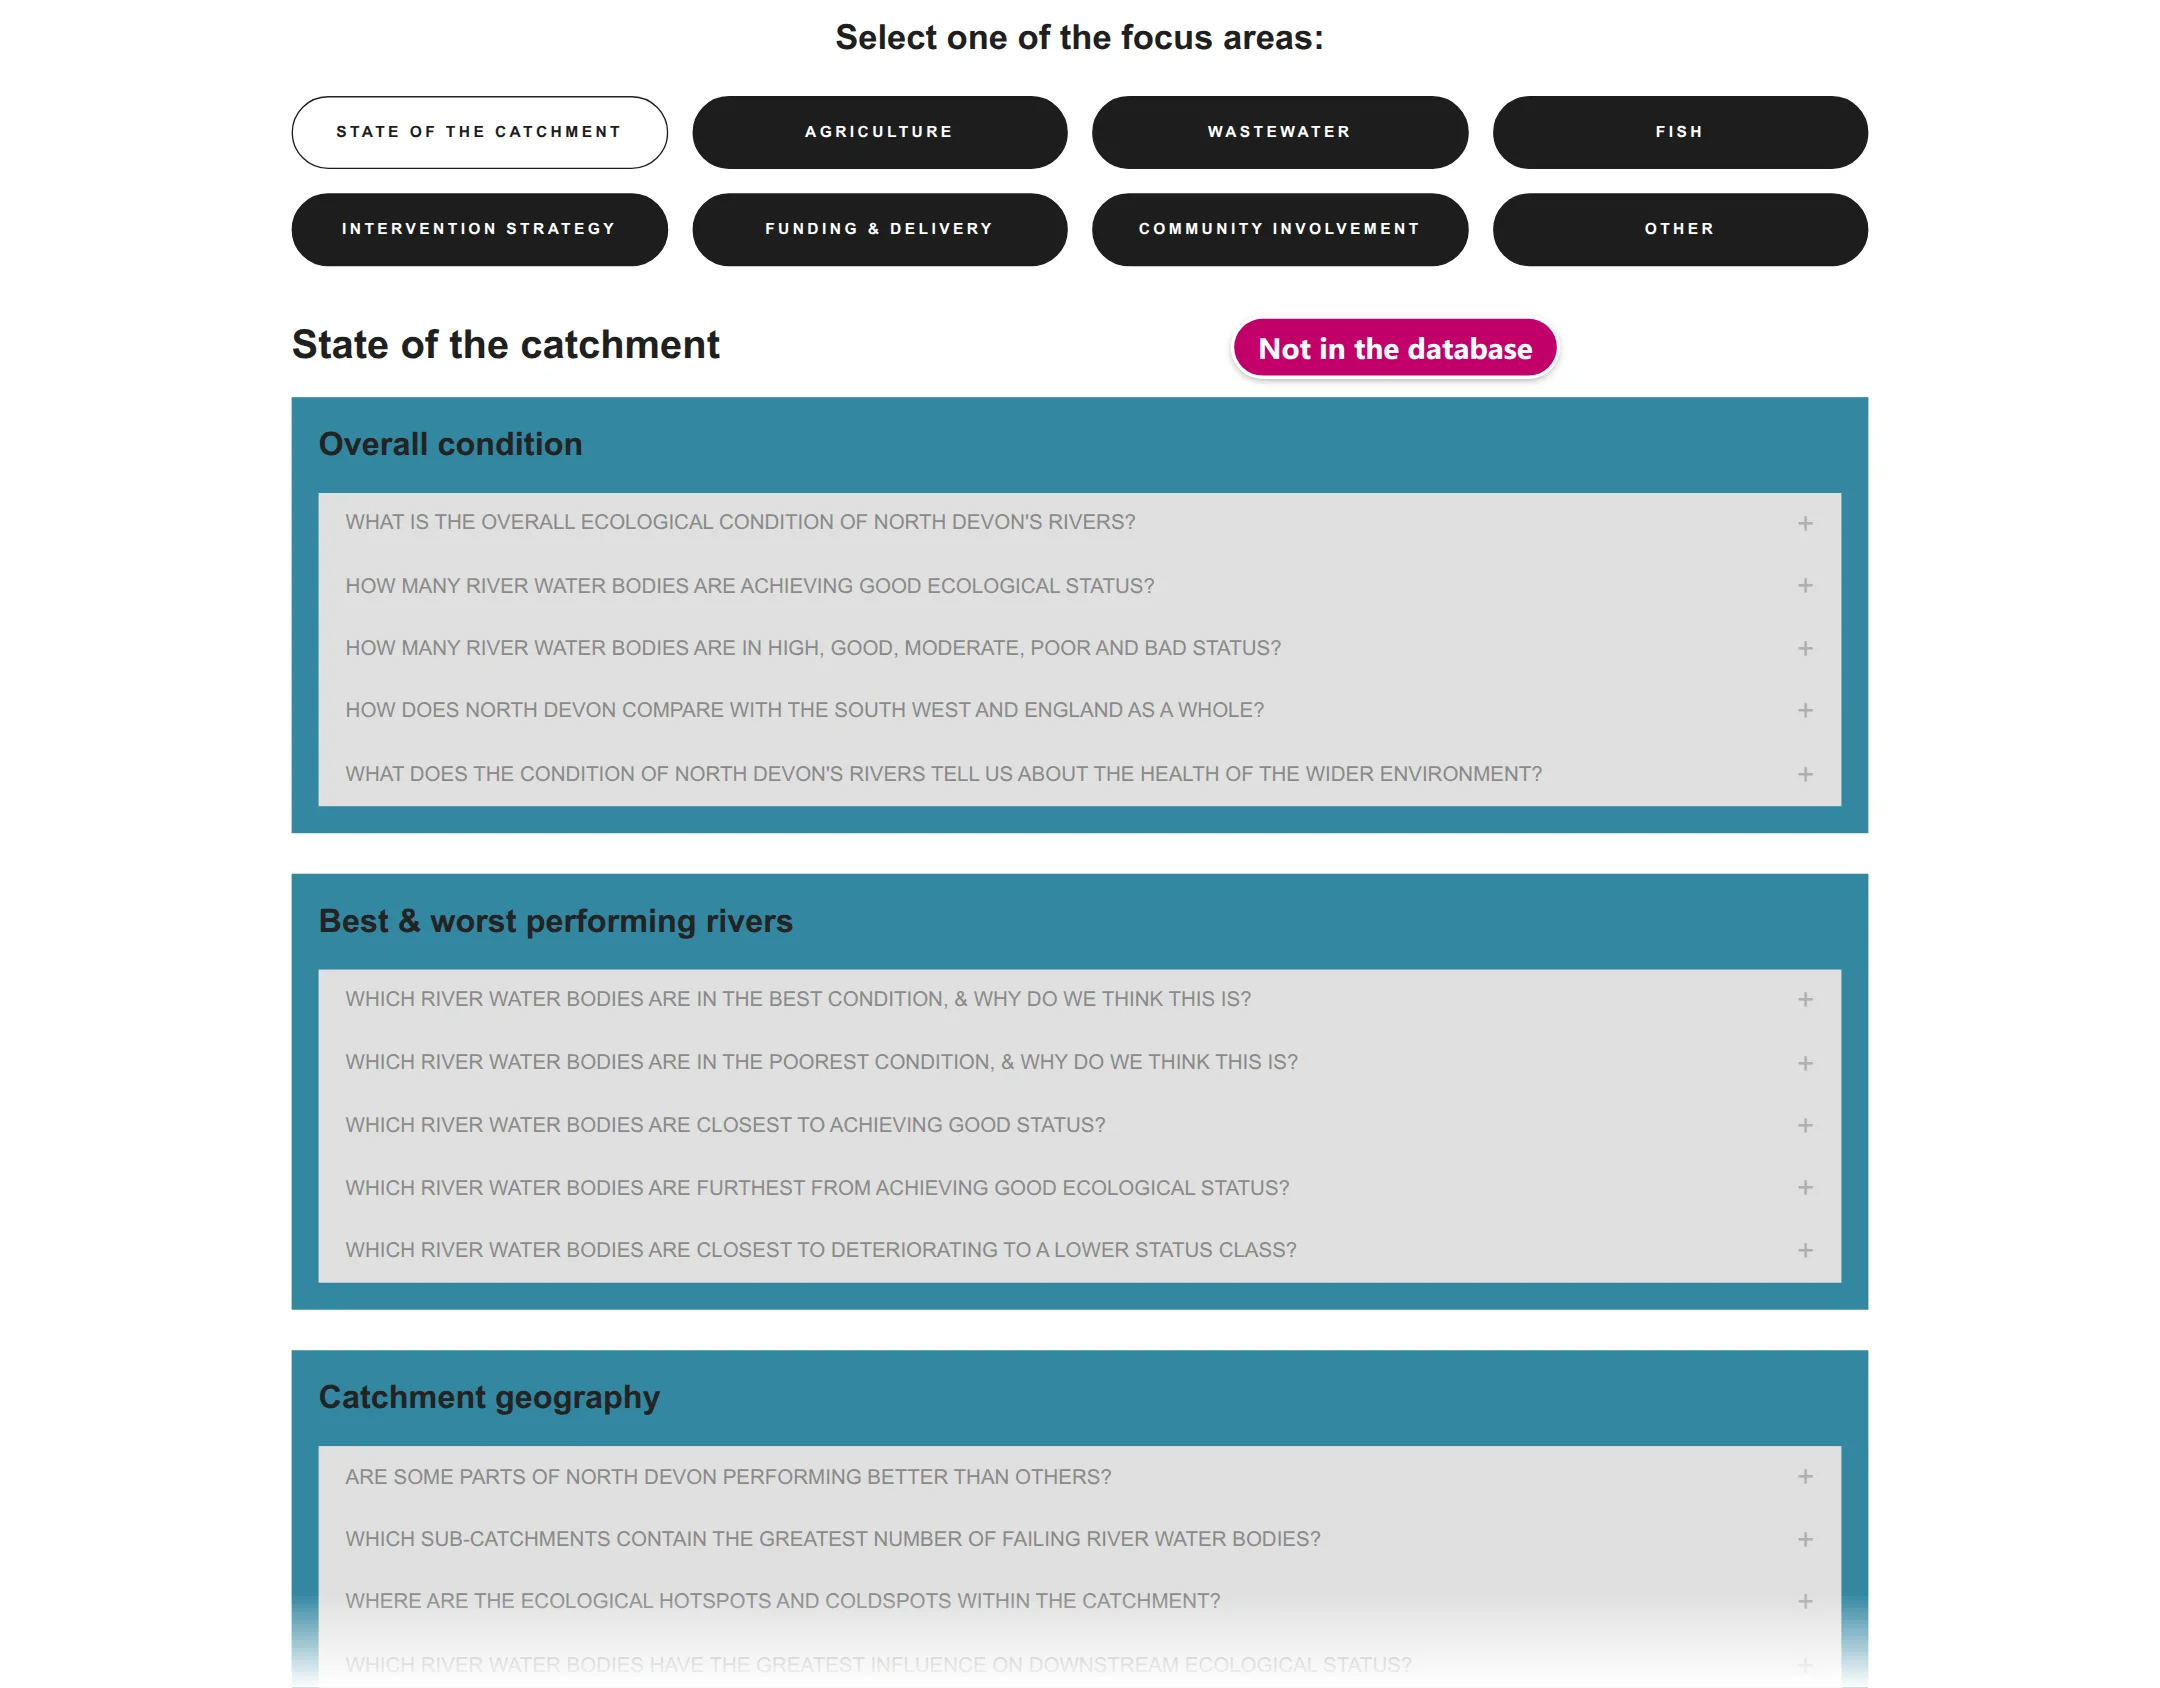 Select one of the focus areas:
STATE OF THE CATCHMENT
AGRICULTURE
WASTEWATER
FISH
INTERVENTION STRATEGY
FUNDING & DELIVERY
COMMUNITY INVOLVEMENT
OTHER
State of the catchment
Not in the database
Overall condition
WHAT IS THE OVERALL ECOLOGICAL CONDITION OF NORTH DEVON'S RIVERS? +
HOW MANY RIVER WATER BODIES ARE ACHIEVING GOOD ECOLOGICAL STATUS? +
HOW MANY RIVER WATER BODIES ARE IN HIGH, GOOD, MODERATE, POOR AND BAD STATUS? +
HOW DOES NORTH DEVON COMPARE WITH THE SOUTH WEST AND ENGLAND AS A WHOLE? +
WHAT DOES THE CONDITION OF NORTH DEVON'S RIVERS TELL US ABOUT THE HEALTH OF THE WIDER ENVIRONMENT? +
Best & worst performing rivers
WHICH RIVER WATER BODIES ARE IN THE BEST CONDITION, & WHY DO WE THINK THIS IS? +
WHICH RIVER WATER BODIES ARE IN THE POOREST CONDITION, & WHY DO WE THINK THIS IS? +
WHICH RIVER WATER BODIES ARE CLOSEST TO ACHIEVING GOOD STATUS? +
WHICH RIVER WATER BODIES ARE FURTHEST FROM ACHIEVING GOOD ECOLOGICAL STATUS? +
WHICH RIVER WATER BODIES ARE CLOSEST TO DETERIORATING TO A LOWER STATUS CLASS? +
Catchment geography
ARE SOME PARTS OF NORTH DEVON PERFORMING BETTER THAN OTHERS? +
WHICH SUB-CATCHMENTS CONTAIN THE GREATEST NUMBER OF FAILING RIVER WATER BODIES? +
WHERE ARE THE ECOLOGICAL HOTSPOTS AND COLDSPOTS WITHIN THE CATCHMENT? +
WHICH RIVER WATER BODIES HAVE THE GREATEST INFLUENCE ON DOWNSTREAM ECOLOGICAL STATUS? +